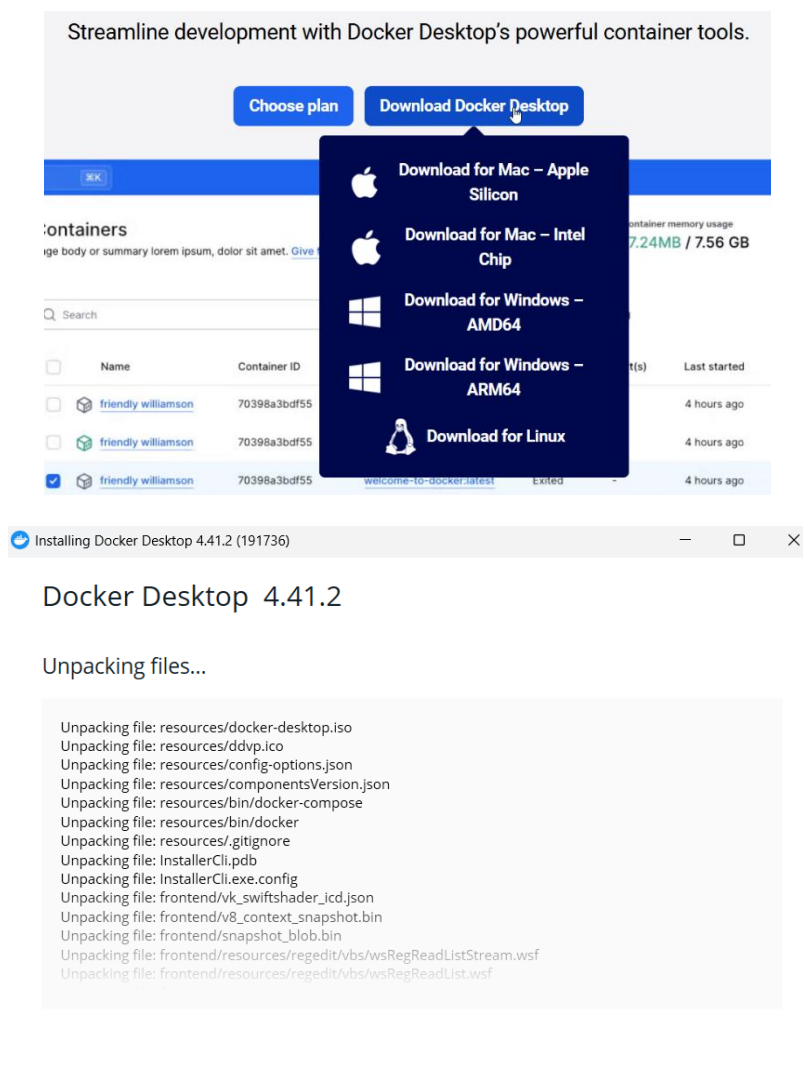 Streamline development with Docker Desktop's powerful container tools.
Choose plan
Download Docker Desktop
⌘K
Download for Mac – Apple
Silicon
Download for Mac – Intel
Chip
Download for Windows –
AMD64
Download for Windows –
ARM64
Download for Linux
ontainers
body or summary lorem ipsum, dolor sit amet. Give
ontainer memory usage
7.24MB / 7.56 GB
Search
Name Container ID t(s) Last started
friendly williamson 70398a3bdf55 4 hours ago
friendly williamson 70398a3bdf55 4 hours ago
friendly williamson 70398a3bdf55 welcome-to-docker:latest Exited - 4 hours ago
Installing Docker Desktop 4.41.2 (191736)
Docker Desktop 4.41.2
Unpacking files...
Unpacking file: resources/docker-desktop.iso
Unpacking file: resources/ddvp.ico
Unpacking file: resources/config-options.json
Unpacking file: resources/componentsVersion.json
Unpacking file: resources/bin/docker-compose
Unpacking file: resources/bin/docker
Unpacking file: resources/.gitignore
Unpacking file: InstallerCli.pdb
Unpacking file: InstallerCli.exe.config
Unpacking file: frontend/vk_swiftshader_icd.json
Unpacking file: frontend/v8_context_snapshot.bin
Unpacking file: frontend/snapshot_blob.bin
Unpacking file: frontend/resources/regedit/vbs/wsRegReadListStream.wsf
Unpacking file: frontend/resources/regedit/vbs/wsRegReadList.wsf